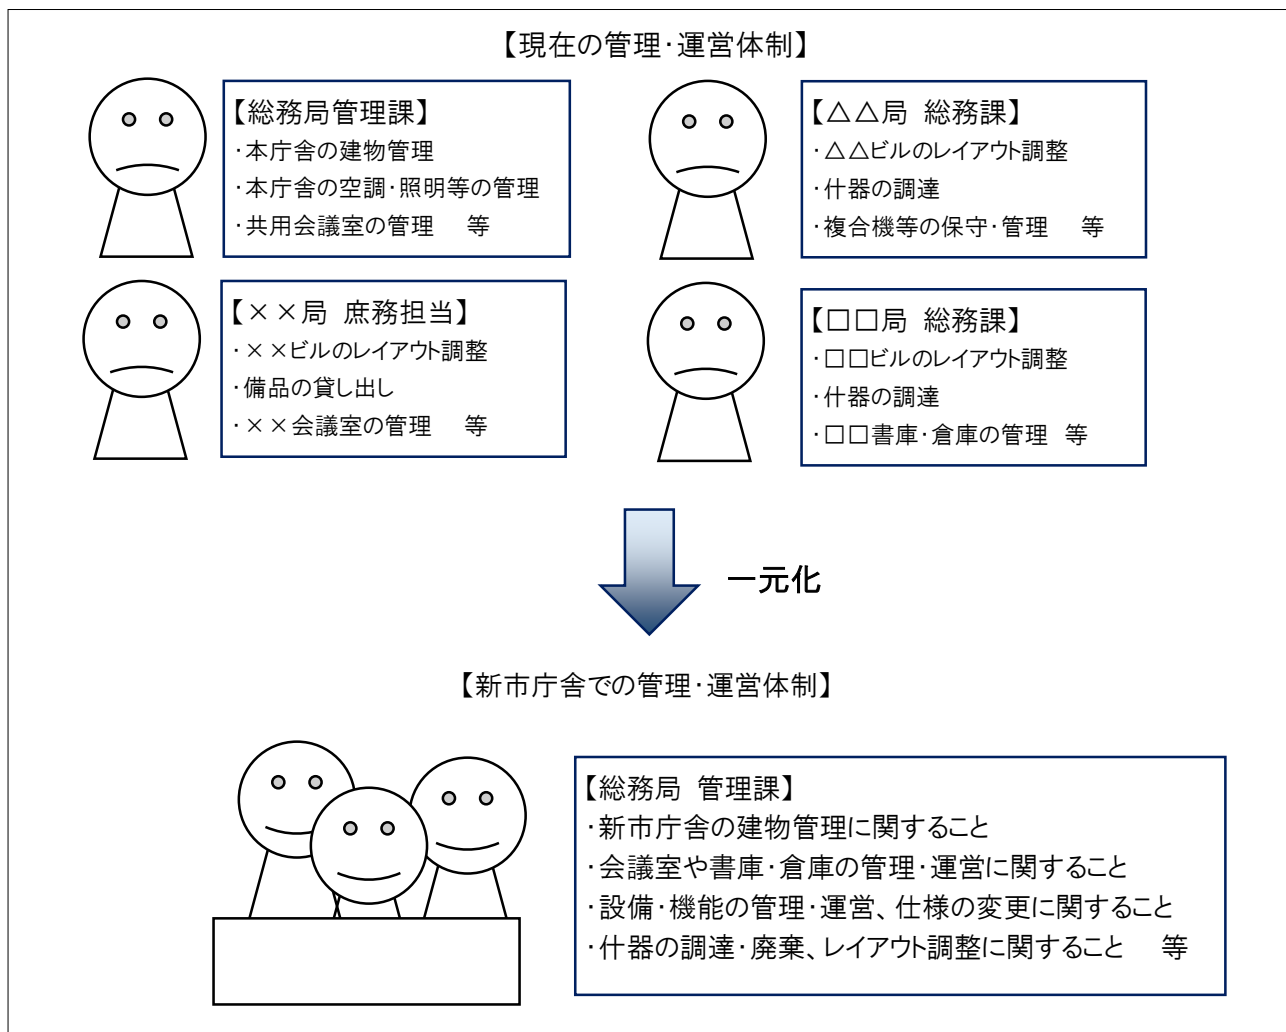 【現在の管理・運営体制】
【総務局管理課】
・本庁舎の建物管理
・本庁舎の空調・照明等の管理
・共用会議室の管理　等
【△△局 総務課】
・△△ビルのレイアウト調整
・什器の調達
・複合機等の保守・管理　等
【××局 庶務担当】
・××ビルのレイアウト調整
・備品の貸し出し
・××会議室の管理　等
【□□局 総務課】
・□□ビルのレイアウト調整
・什器の調達
・□□書庫・倉庫の管理 等
一元化
【新市庁舎での管理・運営体制】
【総務局 管理課】
・新市庁舎の建物管理に関すること
・会議室や書庫・倉庫の管理・運営に関すること
・設備・機能の管理・運営、仕様の変更に関すること
・什器の調達・廃棄、レイアウト調整に関すること　等